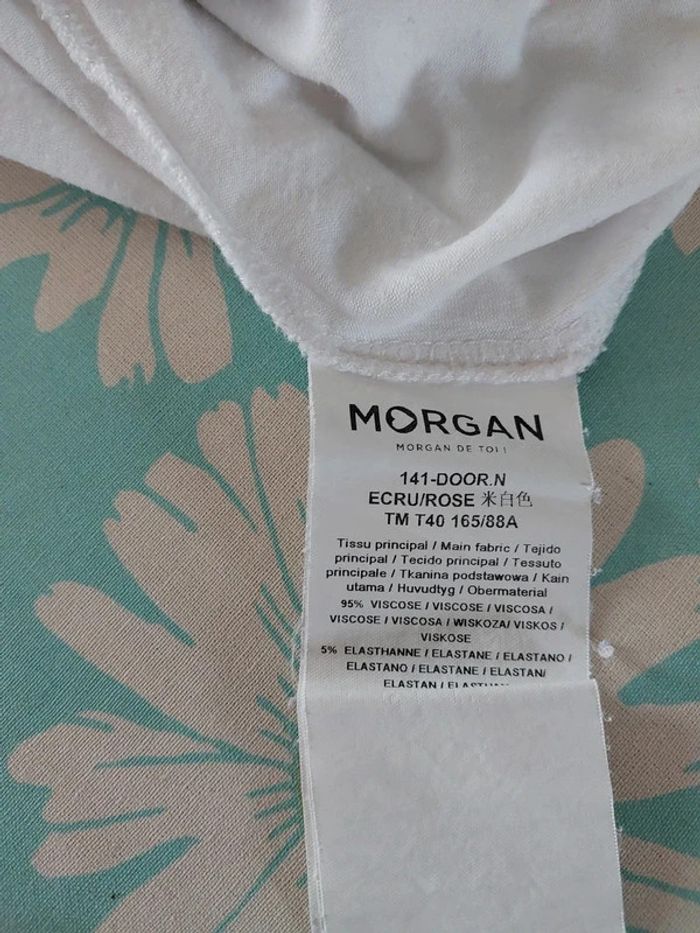 MORGAN
MORGAN DE TOI !
141-DOOR.N
ECRU/ROSE 米白色
TM T40 165/88A
Tissu principal / Main fabric / Tejido
principal / Tecido principal / Tessuto
principale / Tkanina podstawowa / Kain
utama / Huvudtyg / Obermaterial
95% VISCOSE / VISCOSE / VISCOSA /
VISCOSE / VISCOSA / WISKOZA/ VISKOS /
VISKOSE
5% ELASTHANNE / ELASTANE / ELASTANO /
ELASTANO / ELASTANE / ELASTAN/
ELASTAN /